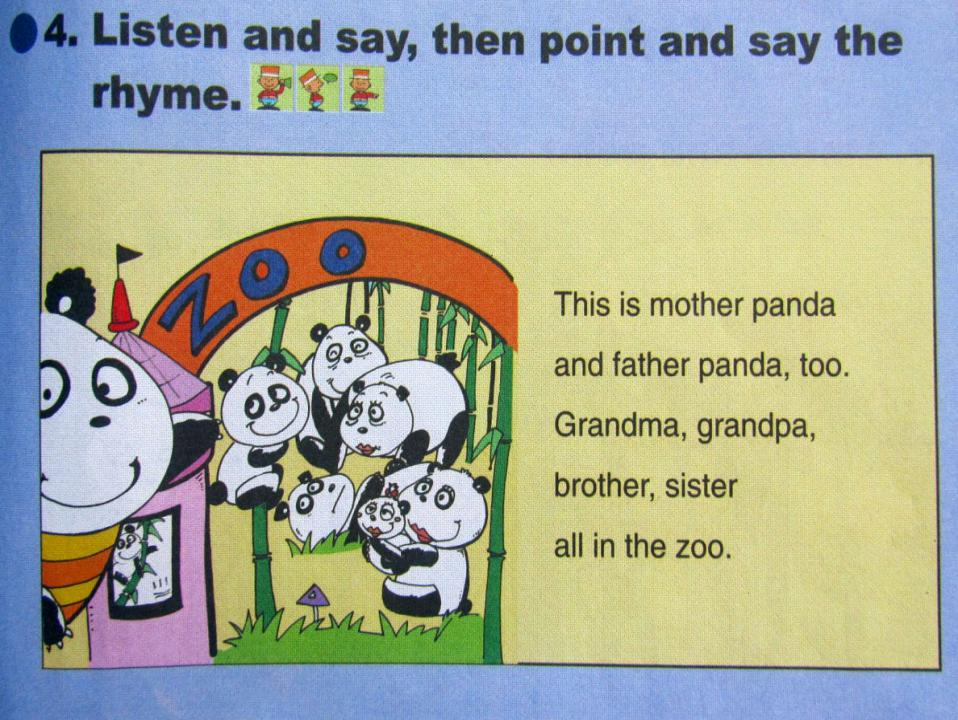 4. Listen and say, then point and say the
rhyme.
ZOO
This is mother panda
and father panda, too.
Grandma, grandpa,
brother, sister
all in the zoo.